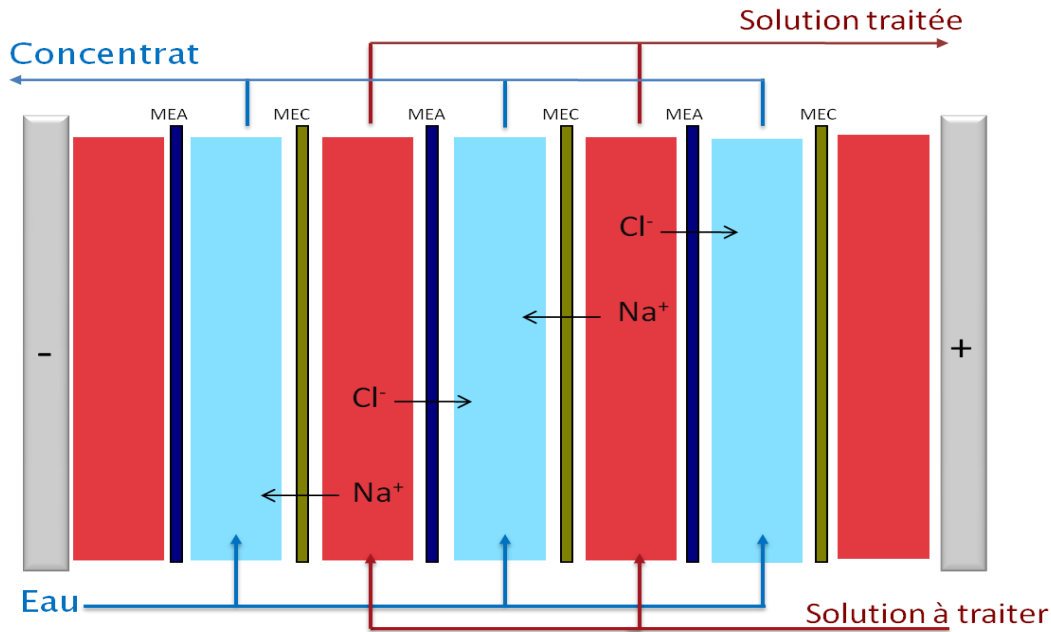 Solution traitée
Concentrat
MEA MEC MEA MEC MEA MEC
Cl⁻
Na⁺
- +
Cl⁻
Na⁺
Eau
Solution à traiter